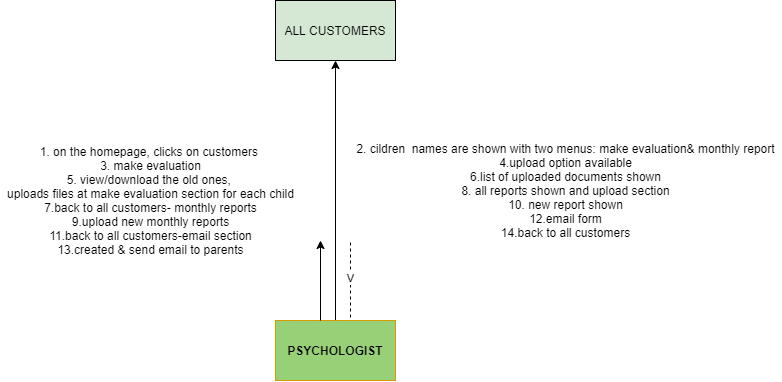 ALL CUSTOMERS
1. on the homepage, clicks on customers
3. make evaluation
5. view/download the old ones,
uploads files at make evaluation section for each child
7.back to all customers- monthly reports
9.upload new monthly reports
11.back to all customers-email section
13.created & send email to parents
2. cildren names are shown with two menus: make evaluation& monthly report
4.upload option available
6.list of uploaded documents shown
8. all reports shown and upload section
10. new report shown
12.email form
14.back to all customers
V
PSYCHOLOGIST